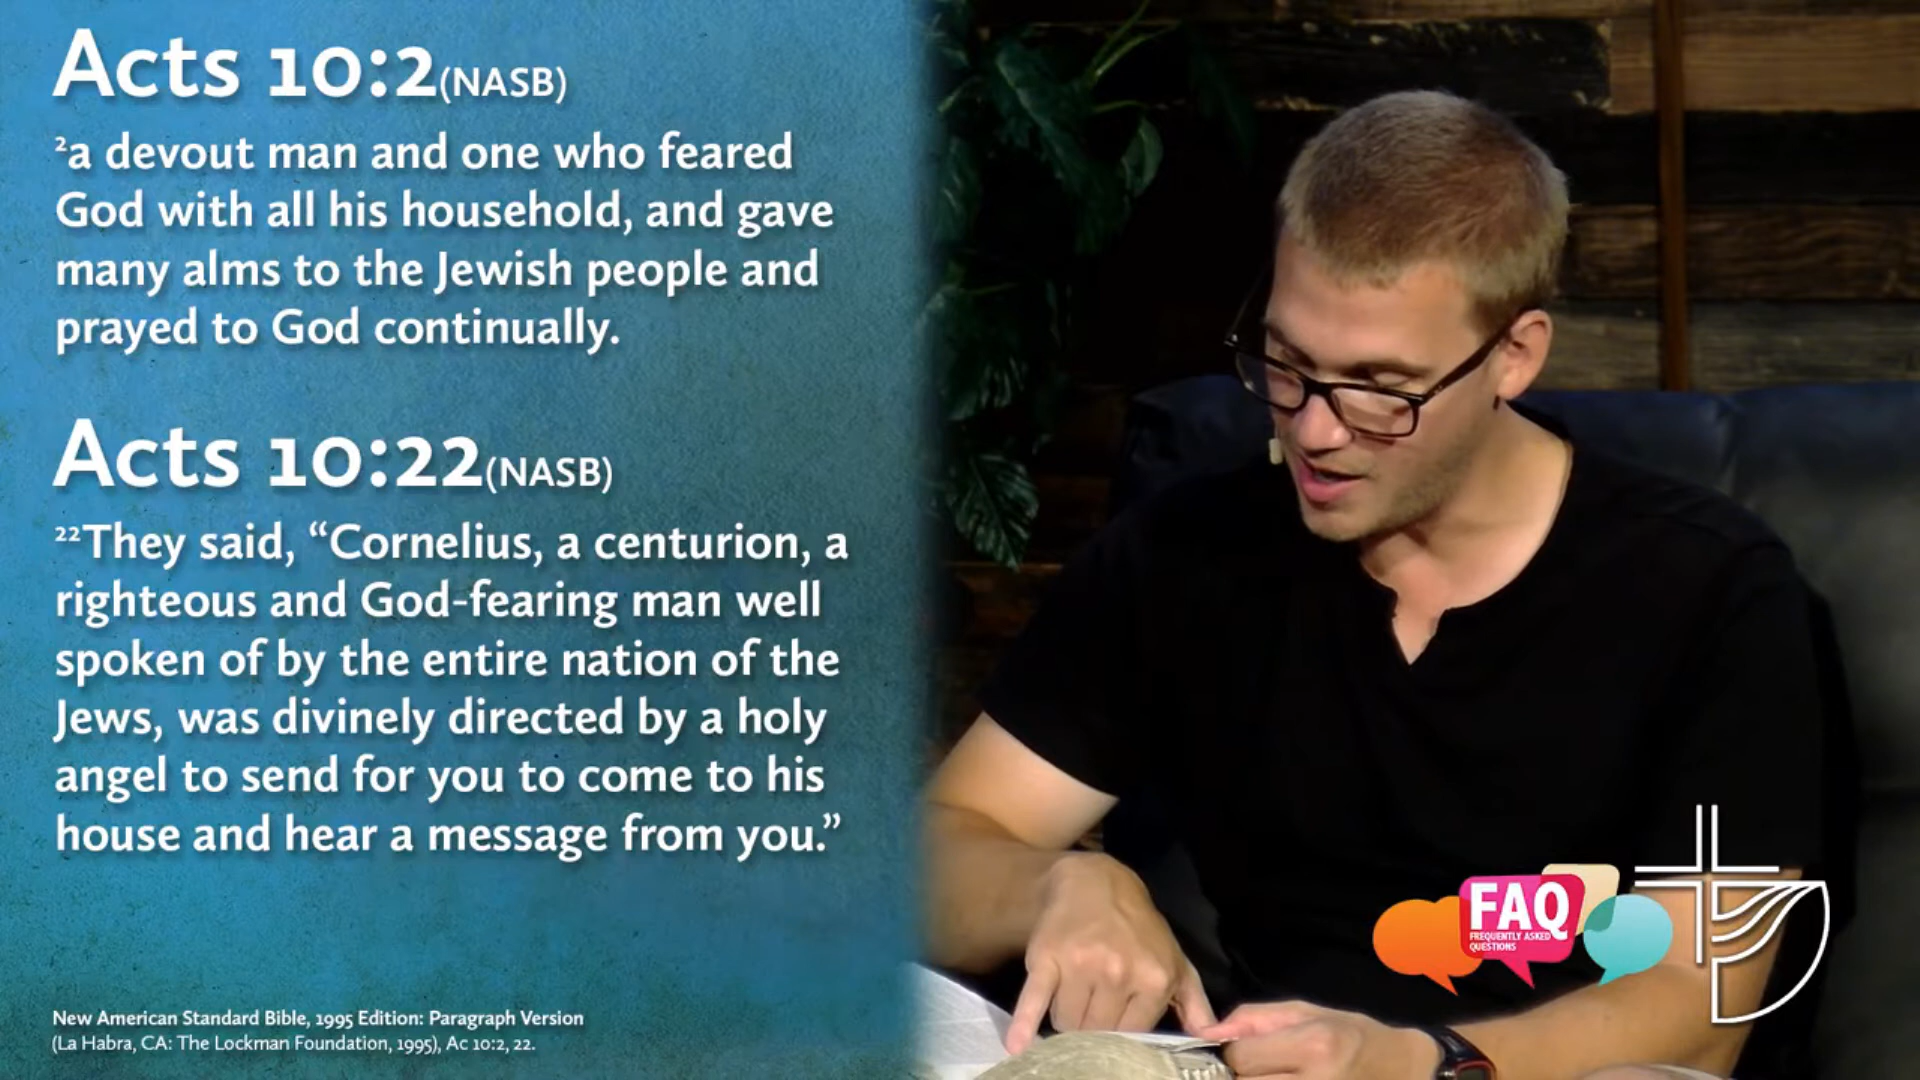 Acts 10:2(NASB)
²a devout man and one who feared
God with all his household, and gave
many alms to the Jewish people and
prayed to God continually.
Acts 10:22(NASB)
²²They said, “Cornelius, a centurion, a
righteous and God-fearing man well
spoken of by the entire nation of the
Jews, was divinely directed by a holy
angel to send for you to come to his
house and hear a message from you.”
New American Standard Bible, 1995 Edition: Paragraph Version
(La Habra, CA: The Lockman Foundation, 1995), Ac 10:2, 22.
FAQ
FREQUENTLY ASKED
QUESTIONS